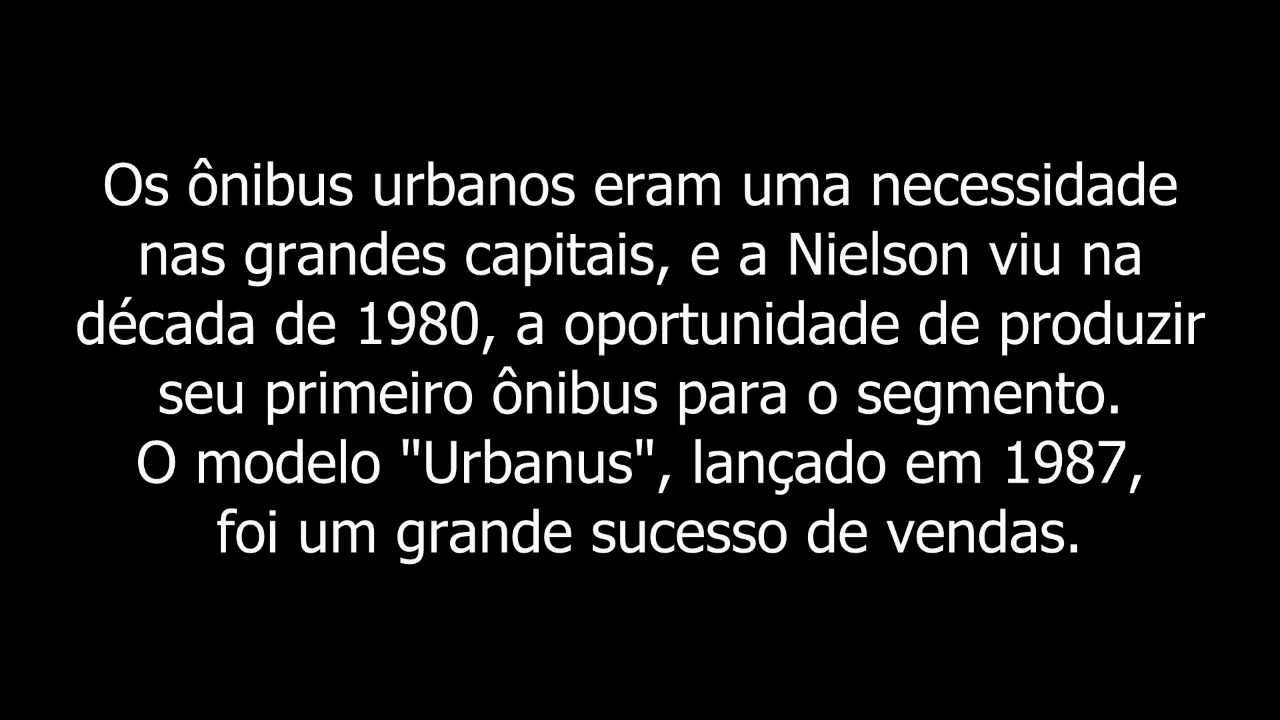 Os ônibus urbanos eram uma necessidade
nas grandes capitais, e a Nielson viu na
década de 1980, a oportunidade de produzir
seu primeiro ônibus para o segmento.
O modelo "Urbanus", lançado em 1987,
foi um grande sucesso de vendas.